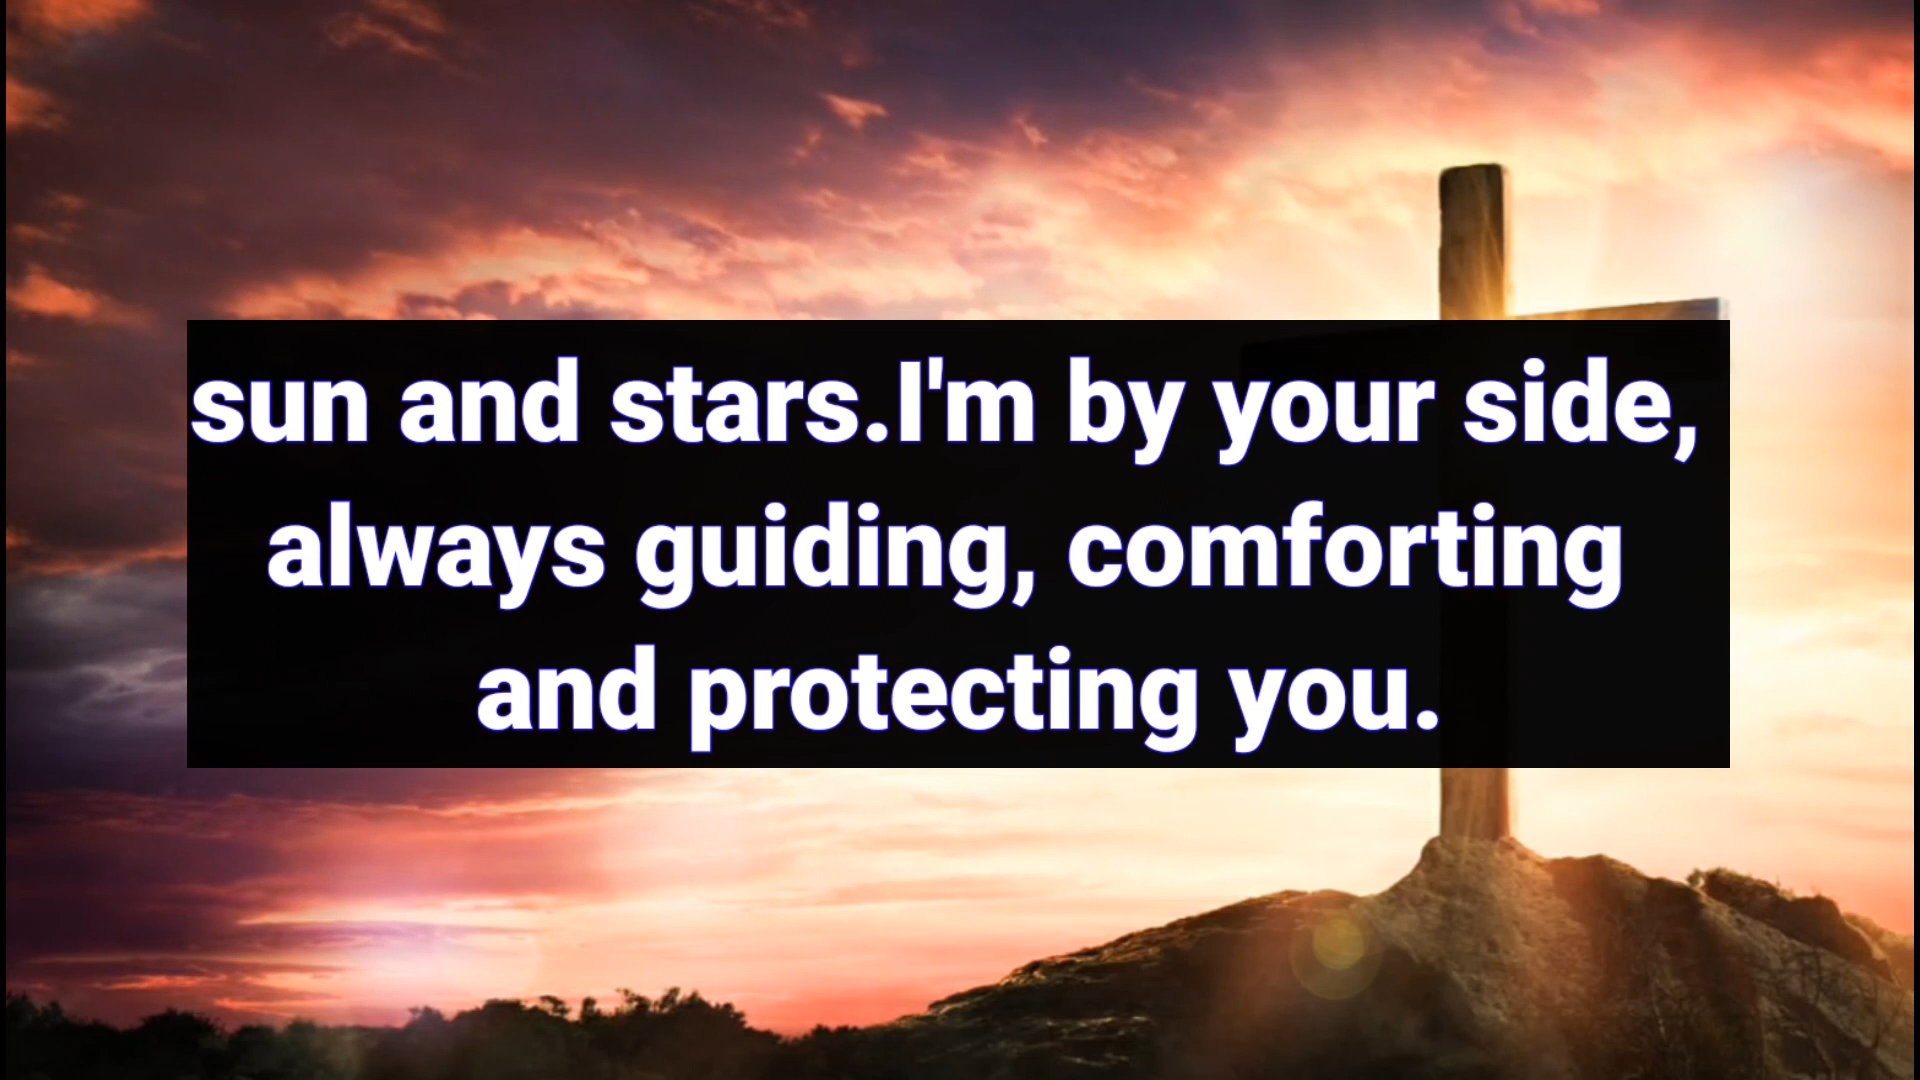 sun and stars.I'm by your side,
always guiding, comforting
and protecting you.